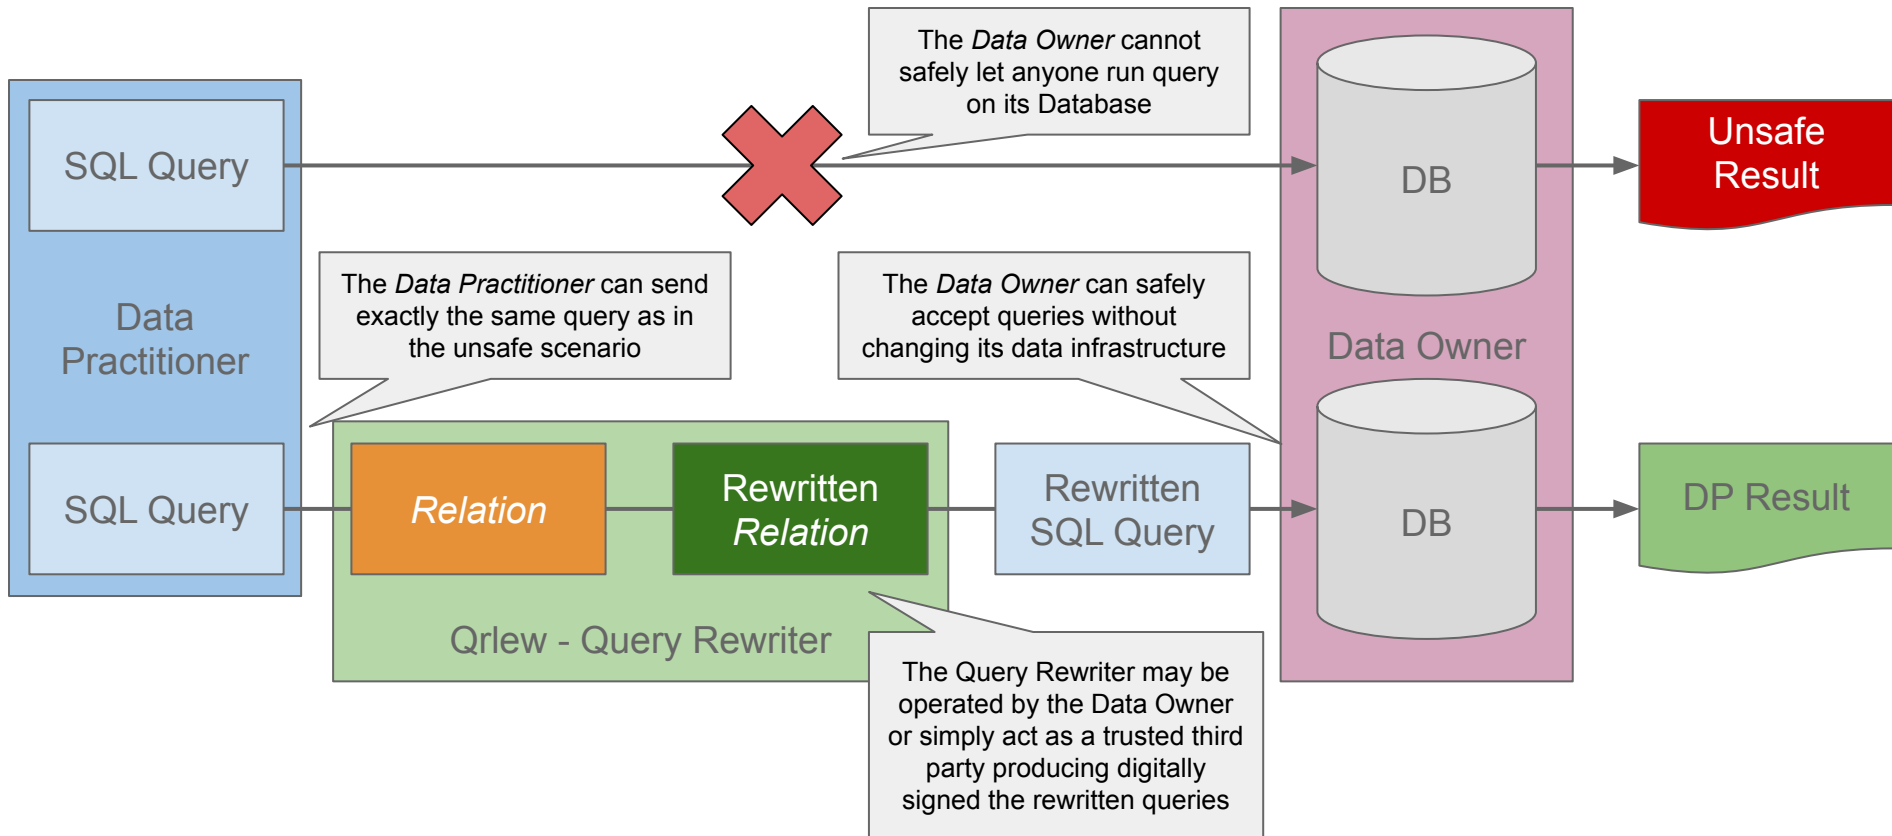 The Data Owner cannot
safely let anyone run query
on its Database
SQL Query
DB
Unsafe
Result
Data
Practitioner
The Data Practitioner can send
exactly the same query as in
the unsafe scenario
The Data Owner can safely
accept queries without
changing its data infrastructure
Data Owner
SQL Query
Relation
Rewritten
Relation
Rewritten
SQL Query
DB
DP Result
Qrlew - Query Rewriter
The Query Rewriter may be
operated by the Data Owner
or simply act as a trusted third
party producing digitally
signed the rewritten queries